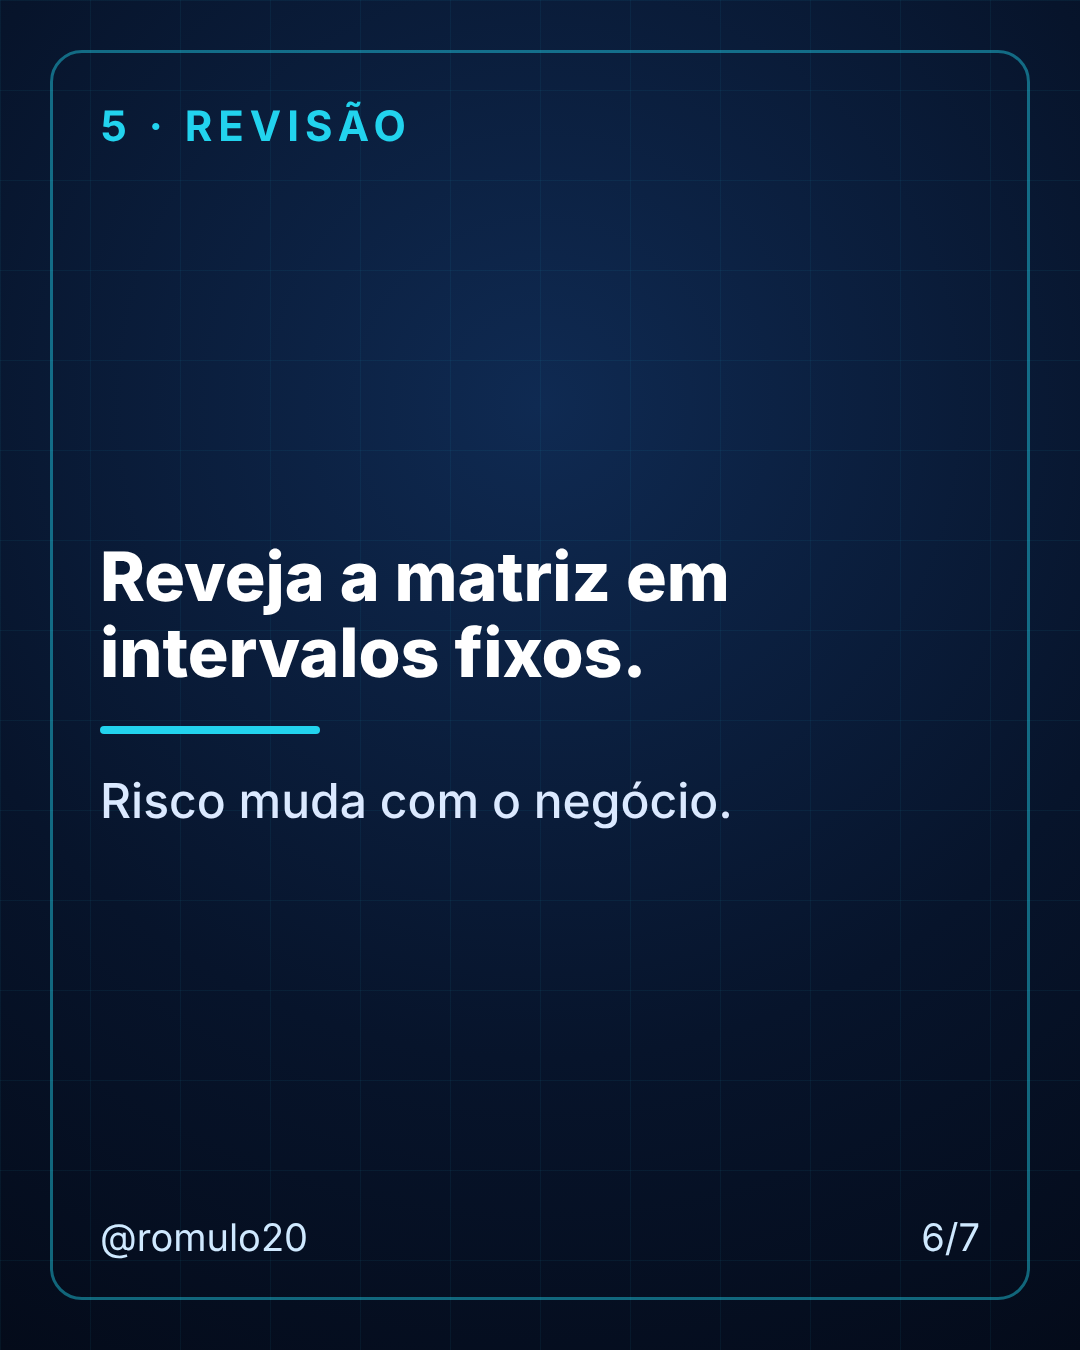 5 · REVISÃO
Reveja a matriz em
intervalos fixos.
Risco muda com o negócio.
@romulo20
6/7